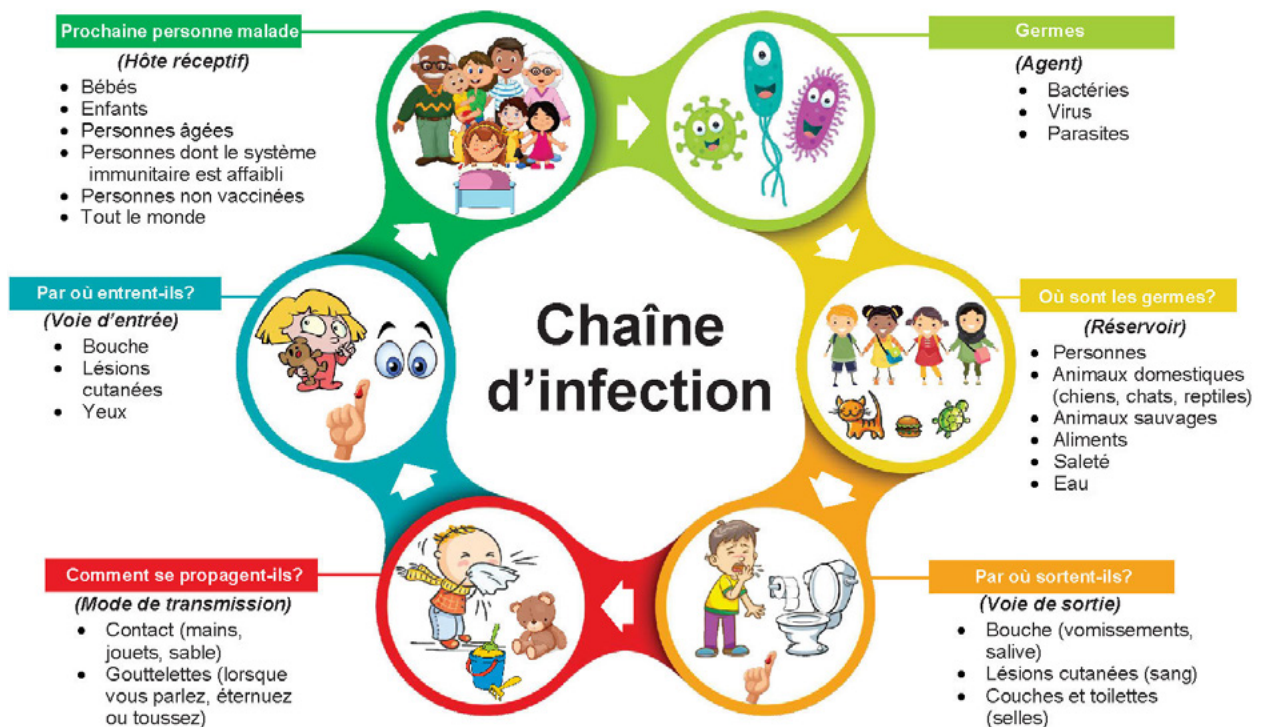 Prochaine personne malade
(Hôte réceptif)
• Bébés
• Enfants
• Personnes âgées
• Personnes dont le système
immunitaire est affaibli
• Personnes non vaccinées
• Tout le monde
Germes
(Agent)
• Bactéries
• Virus
• Parasites
Par où entrent-ils?
(Voie d'entrée)
• Bouche
• Lésions
cutanées
• Yeux
Chaîne
d'infection
Où sont les germes?
(Réservoir)
• Personnes
• Animaux domestiques
(chiens, chats, reptiles)
• Animaux sauvages
• Aliments
• Saleté
• Eau
Comment se propagent-ils?
(Mode de transmission)
• Contact (mains,
jouets, sable)
• Gouttelettes (lorsque
vous parlez, éternuez
ou toussez)
Par où sortent-ils?
(Voie de sortie)
• Bouche (vomissements,
salive)
• Lésions cutanées (sang)
• Couches et toilettes
(selles)